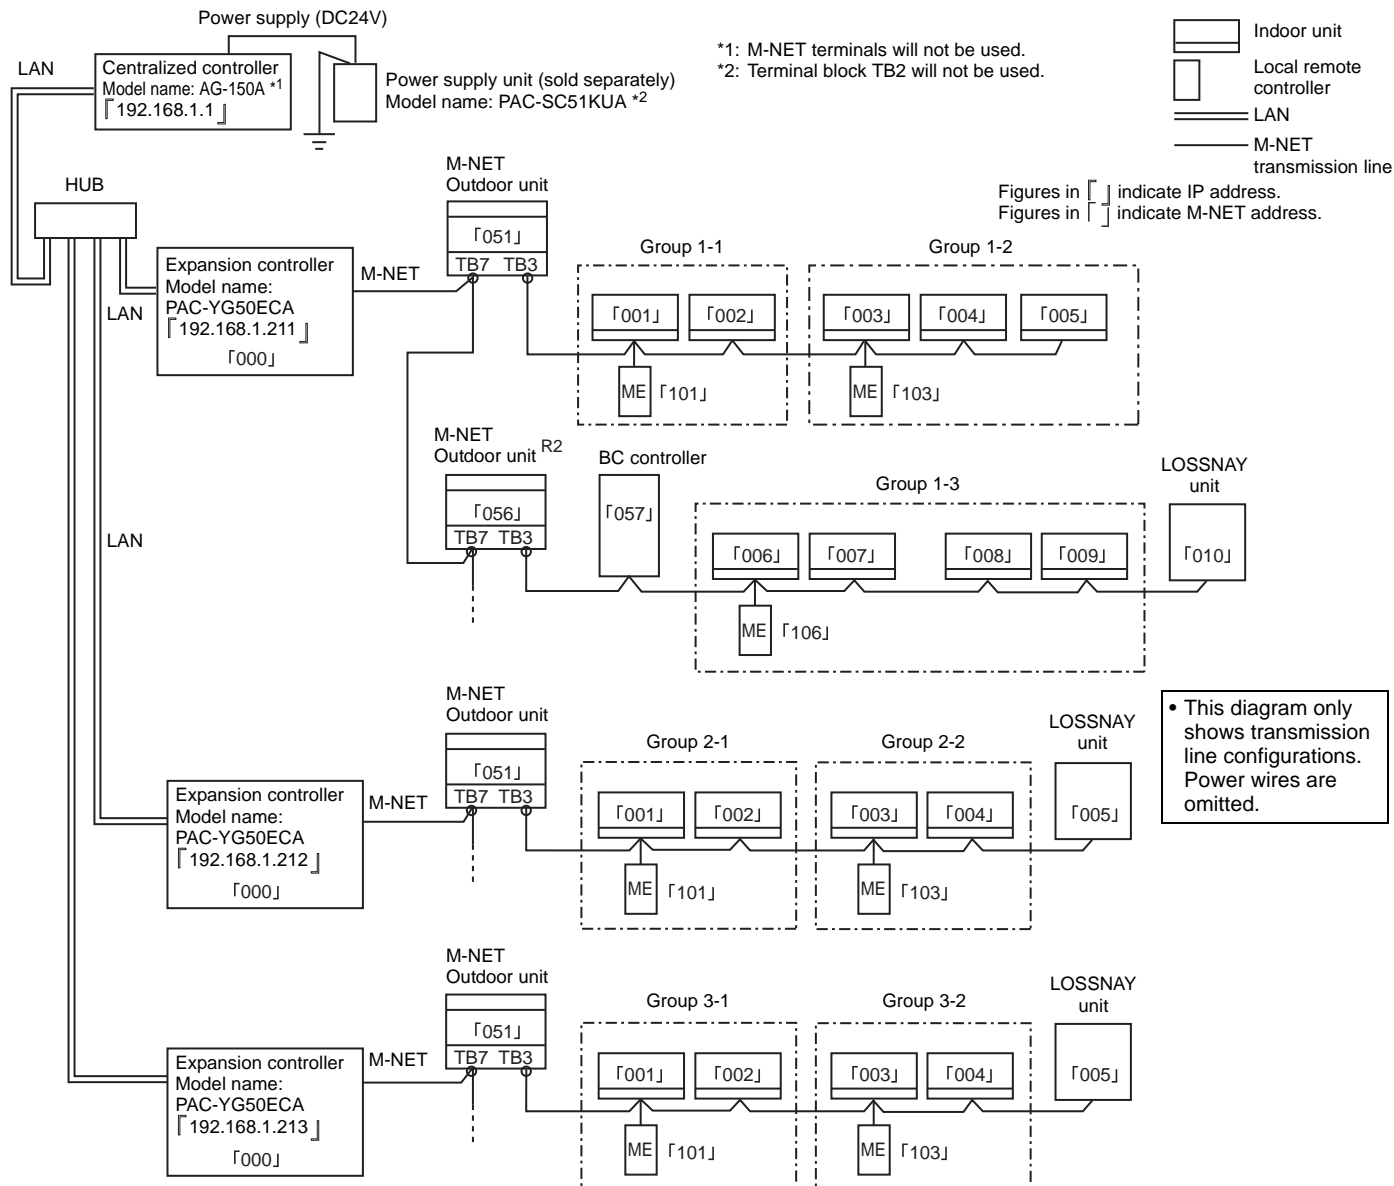 Power supply (DC24V)
LAN
Centralized controller
Model name: AG-150A *1
『192.168.1.1』
Power supply unit (sold separately)
Model name: PAC-SC51KUA *2
*1: M-NET terminals will not be used.
*2: Terminal block TB2 will not be used.
Indoor unit
Local remote
controller
LAN
M-NET
transmission line
Figures in『 』indicate IP address.
Figures in「 」indicate M-NET address.
HUB
LAN
Expansion controller
Model name:
PAC-YG50ECA
『192.168.1.211』
「000」
M-NET
M-NET
Outdoor unit
「051」
TB7 TB3
Group 1-1
「001」 「002」
ME 「101」
Group 1-2
「003」 「004」 「005」
ME 「103」
M-NET
Outdoor unit R2
「056」
TB7 TB3
BC controller
「057」
Group 1-3
「006」 「007」 「008」 「009」
ME 「106」
LOSSNAY
unit
「010」
LAN
Expansion controller
Model name:
PAC-YG50ECA
『192.168.1.212』
「000」
M-NET
M-NET
Outdoor unit
「051」
TB7 TB3
Group 2-1
「001」 「002」
ME 「101」
Group 2-2
「003」 「004」
ME 「103」
LOSSNAY
unit
「005」
• This diagram only
shows transmission
line configurations.
Power wires are
omitted.
Expansion controller
Model name:
PAC-YG50ECA
『192.168.1.213』
「000」
M-NET
M-NET
Outdoor unit
「051」
TB7 TB3
Group 3-1
「001」 「002」
ME 「101」
Group 3-2
「003」 「004」
ME 「103」
LOSSNAY
unit
「005」